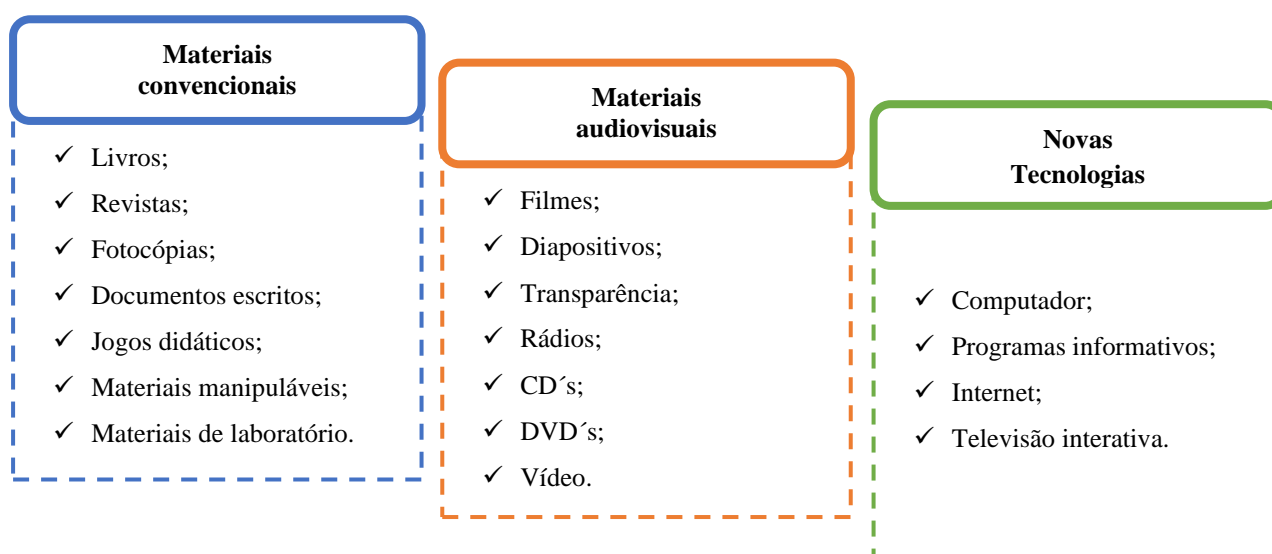 Materiais
convencionais
✓ Livros;
✓ Revistas;
✓ Fotocópias;
✓ Documentos escritos;
✓ Jogos didáticos;
✓ Materiais manipuláveis;
✓ Materiais de laboratório.
Materiais
audiovisuais
✓ Filmes;
✓ Diapositivos;
✓ Transparência;
✓ Rádios;
✓ CD´s;
✓ DVD´s;
✓ Vídeo.
Novas
Tecnologias
✓ Computador;
✓ Programas informativos;
✓ Internet;
✓ Televisão interativa.